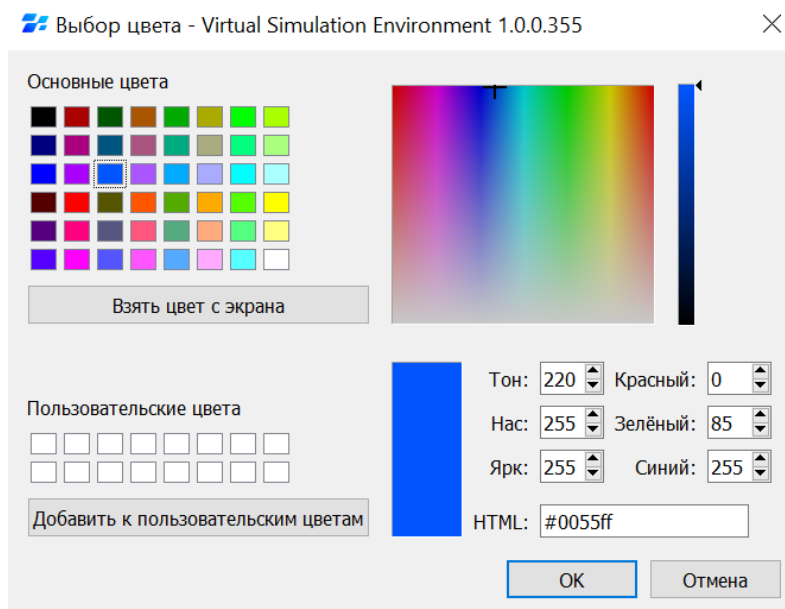 Выбор цвета - Virtual Simulation Environment 1.0.0.355
Основные цвета
Взять цвет с экрана
Пользовательские цвета
Добавить к пользовательским цветам
Тон: 220 Красный: 0
Нас: 255 Зелёный: 85
Ярк: 255 Синий: 255
HTML: #0055ff
OK Отмена